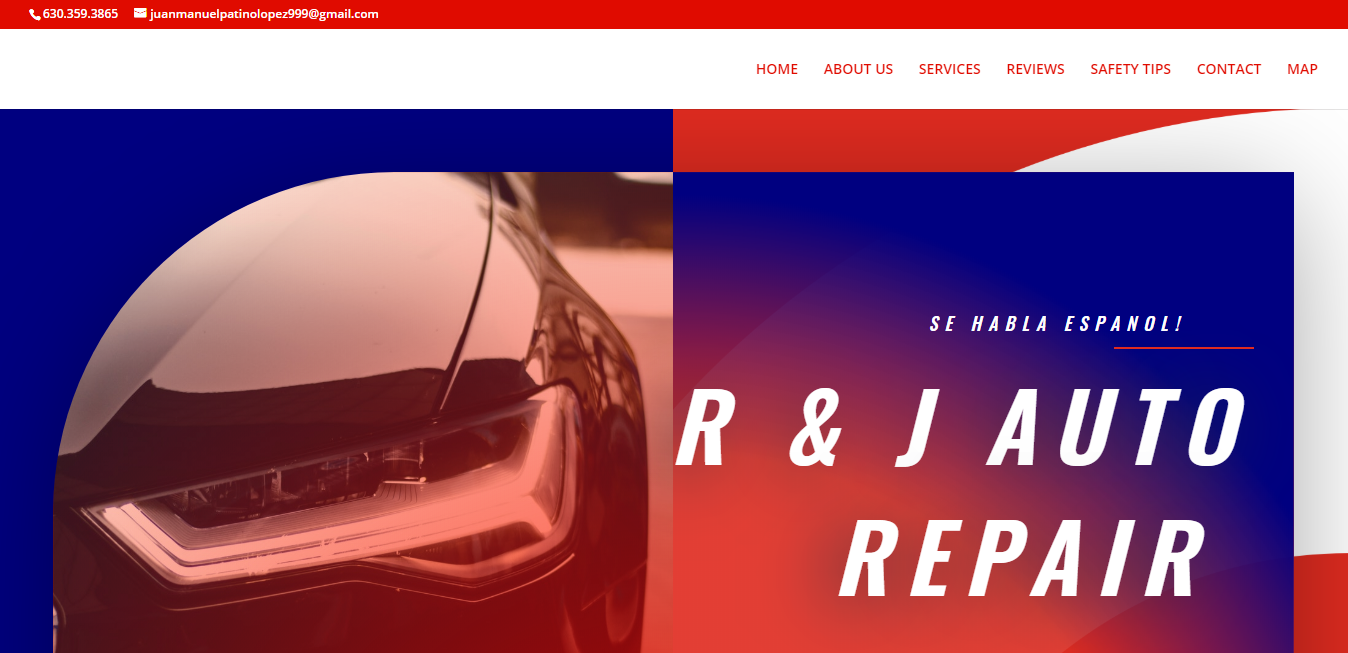 630.359.3865 juanmanuelpatinolopez999@gmail.com
HOME ABOUT US SERVICES REVIEWS SAFETY TIPS CONTACT MAP
SE HABLA ESPANOL!
R & J AUTO
REPAIR